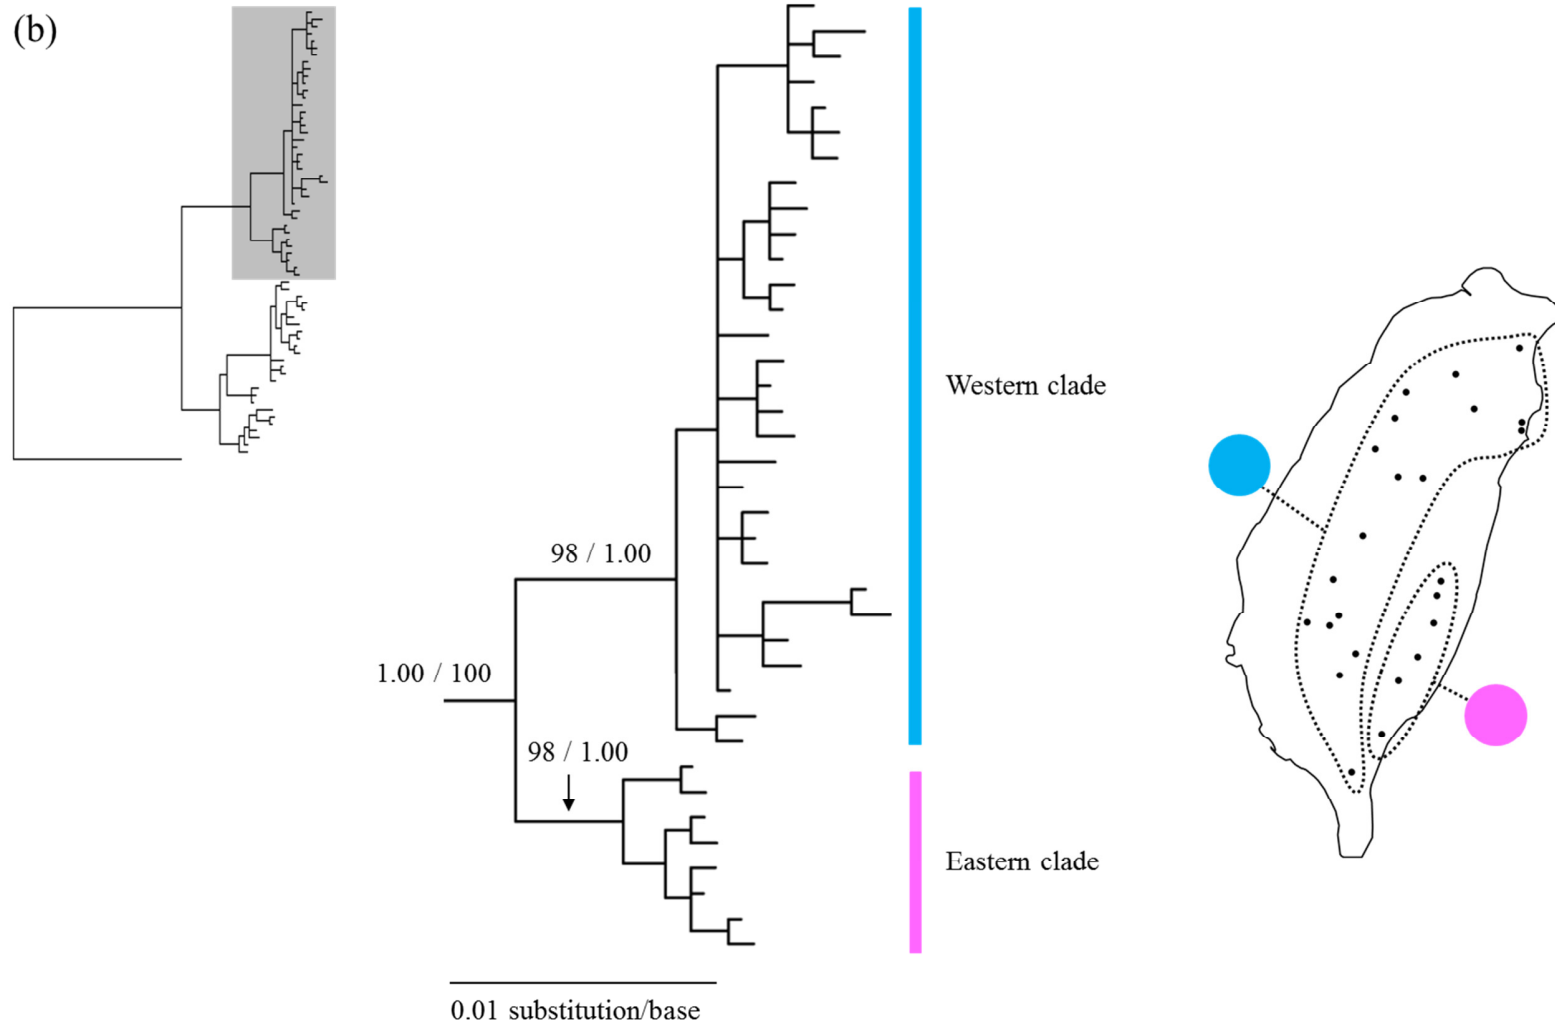 (b)
Western clade
98 / 1.00
1.00 / 100
98 / 1.00
Eastern clade
0.01 substitution/base